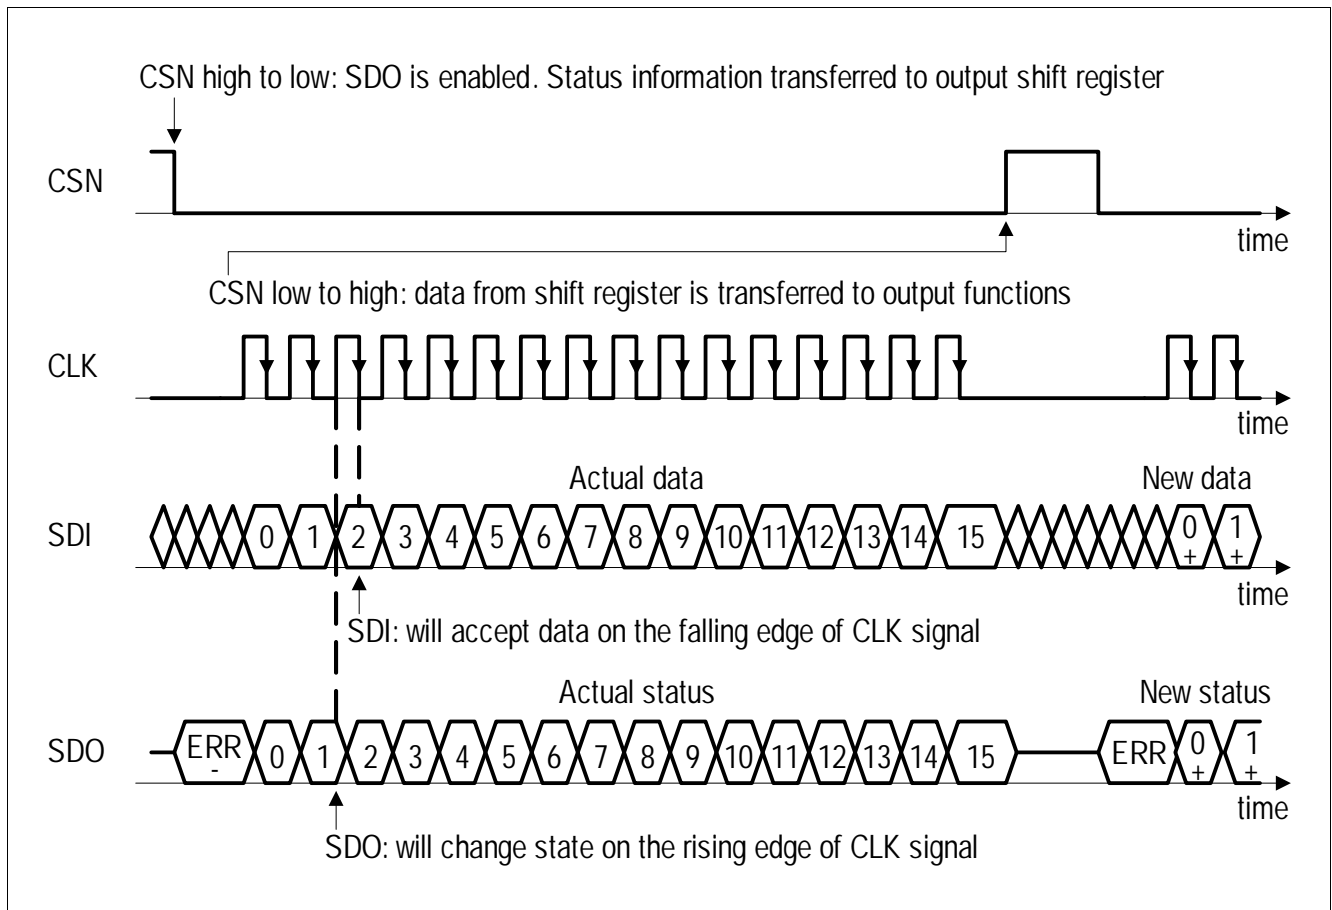 CSN high to low: SDO is enabled. Status information transferred to output shift register
CSN
time
CSN low to high: data from shift register is transferred to output functions
CLK
time
Actual data
New data
SDI
0 1 2 3 4 5 6 7 8 9 10 11 12 13 14 15 0 + 1 +
time
SDI: will accept data on the falling edge of CLK signal
Actual status
New status
SDO
ERR - 0 1 2 3 4 5 6 7 8 9 10 11 12 13 14 15 ERR 0 + 1 +
time
SDO: will change state on the rising edge of CLK signal